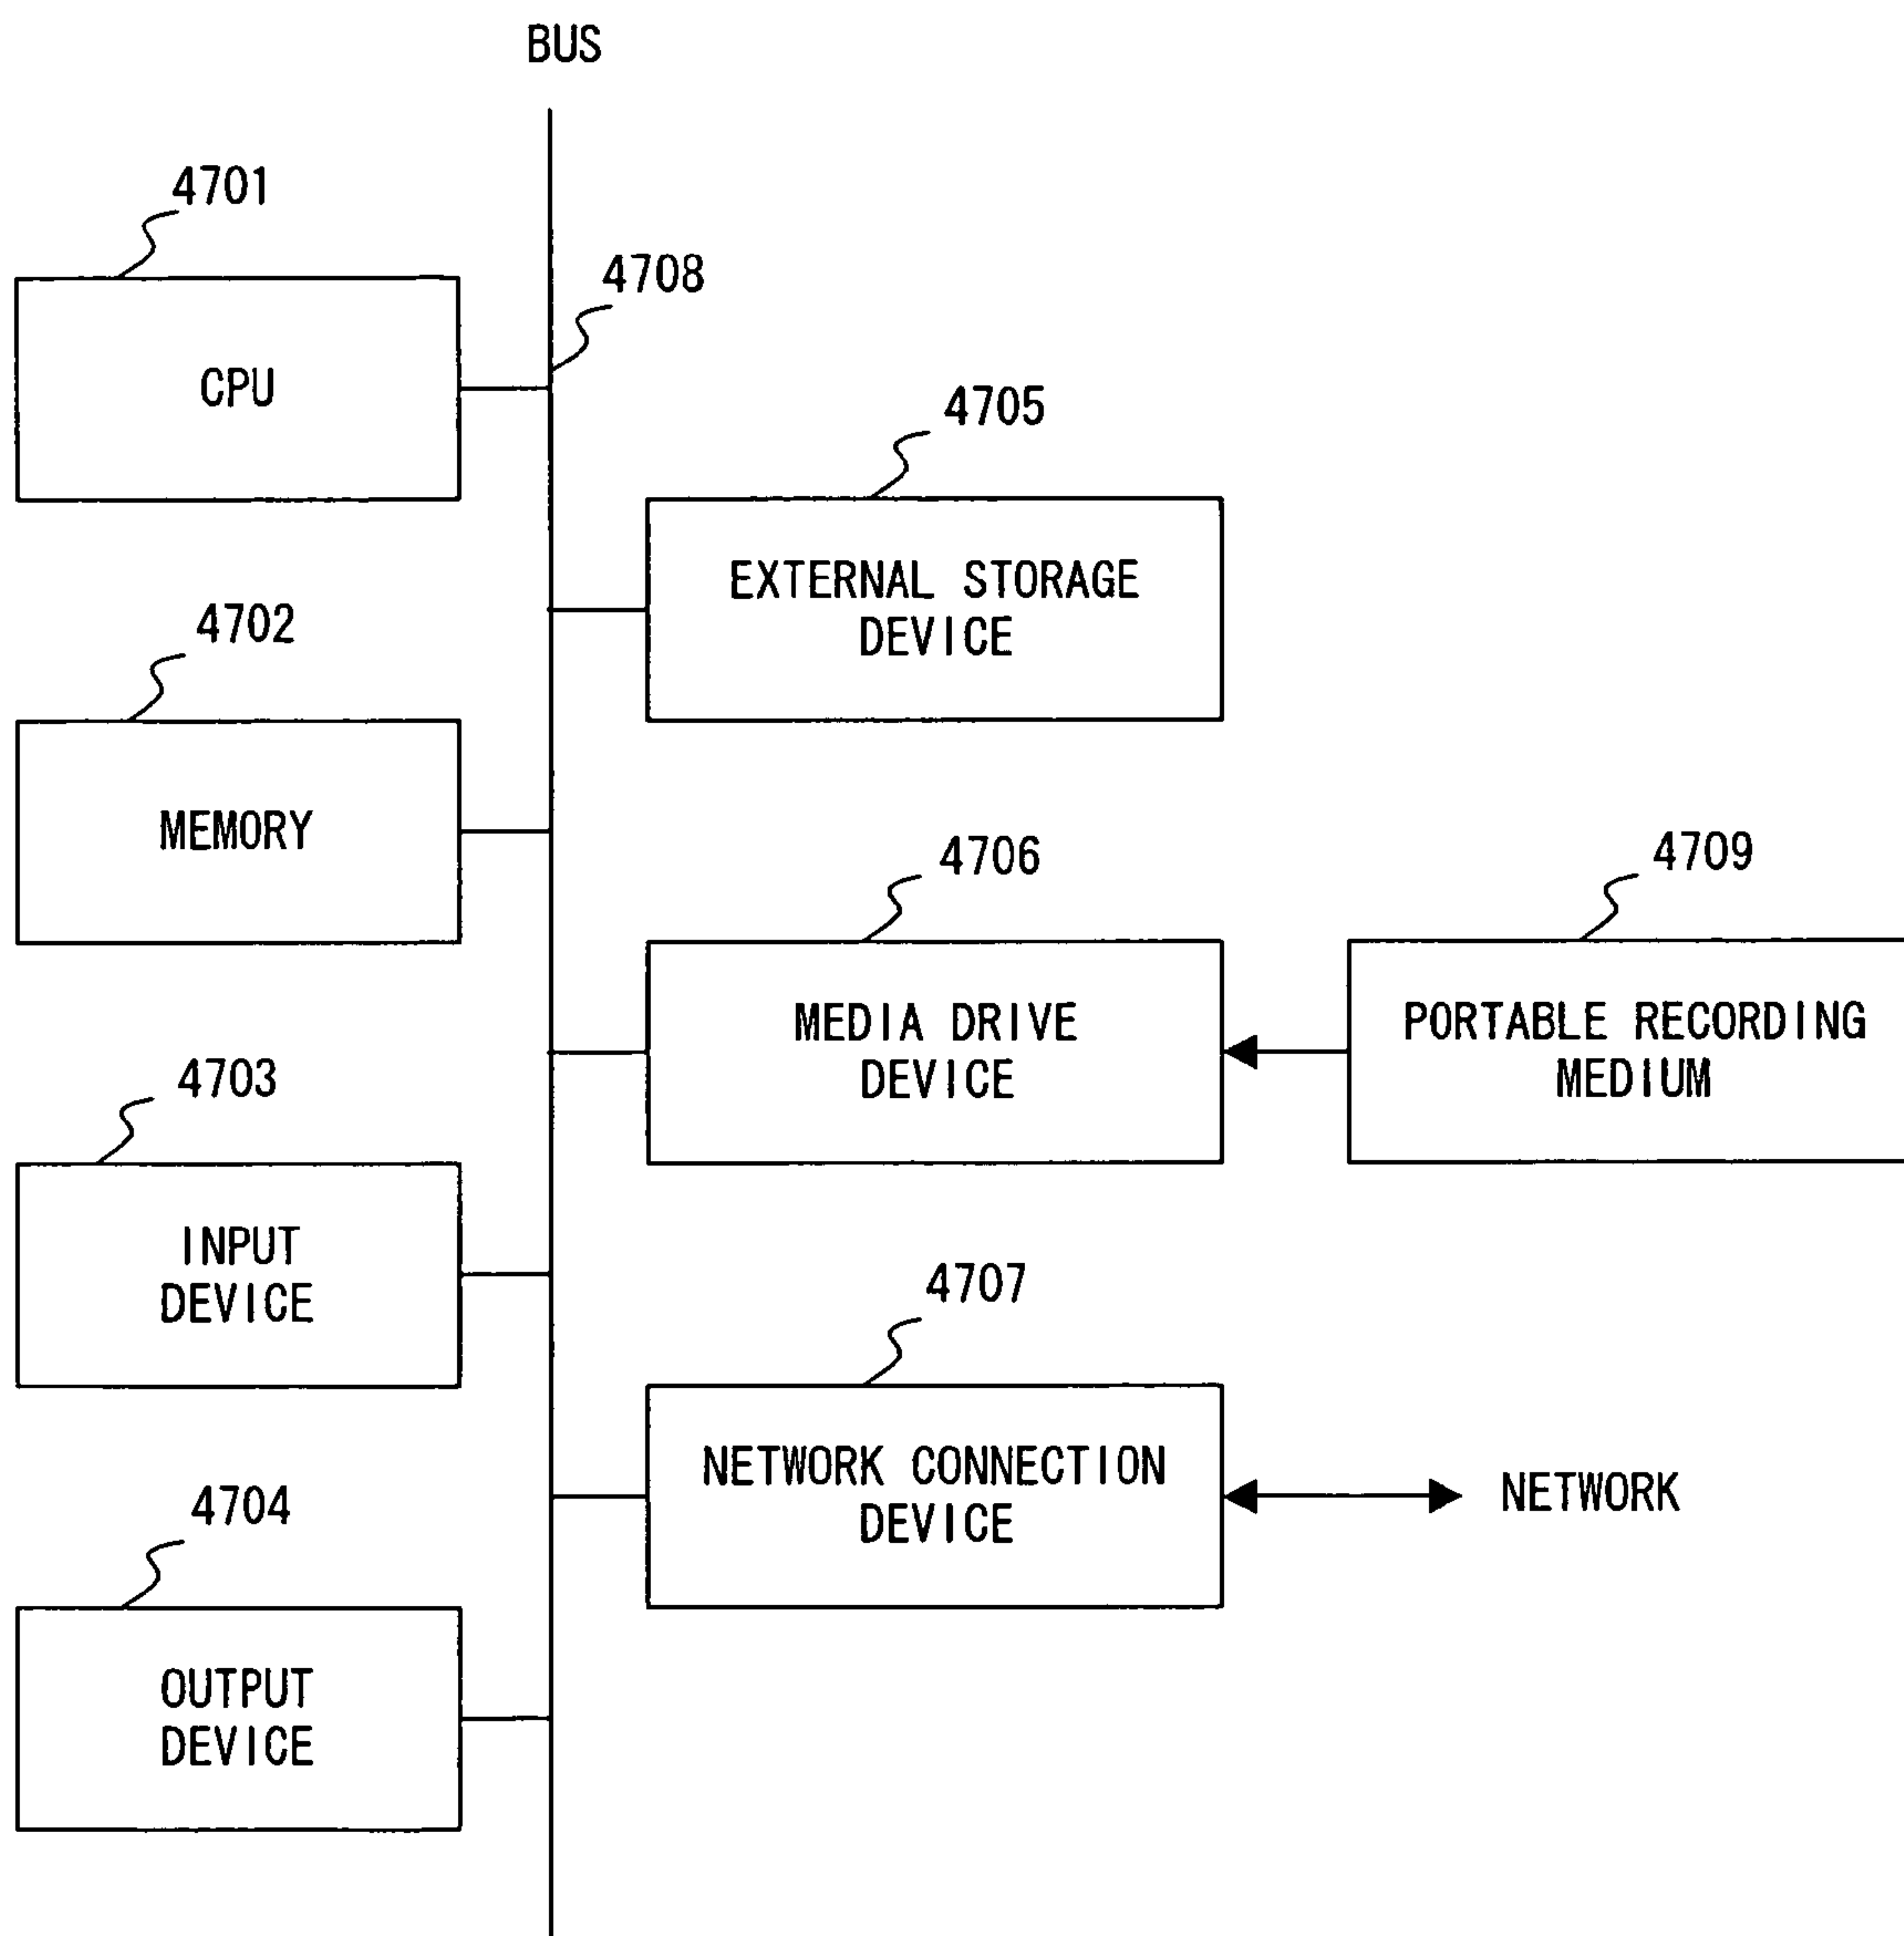 BUS
4701
4708
CPU
4705
EXTERNAL STORAGE
DEVICE
4702
MEMORY
4706
4709
MEDIA DRIVE
DEVICE
PORTABLE RECORDING
MEDIUM
4703
INPUT
DEVICE
4707
NETWORK CONNECTION
DEVICE
NETWORK
4704
OUTPUT
DEVICE